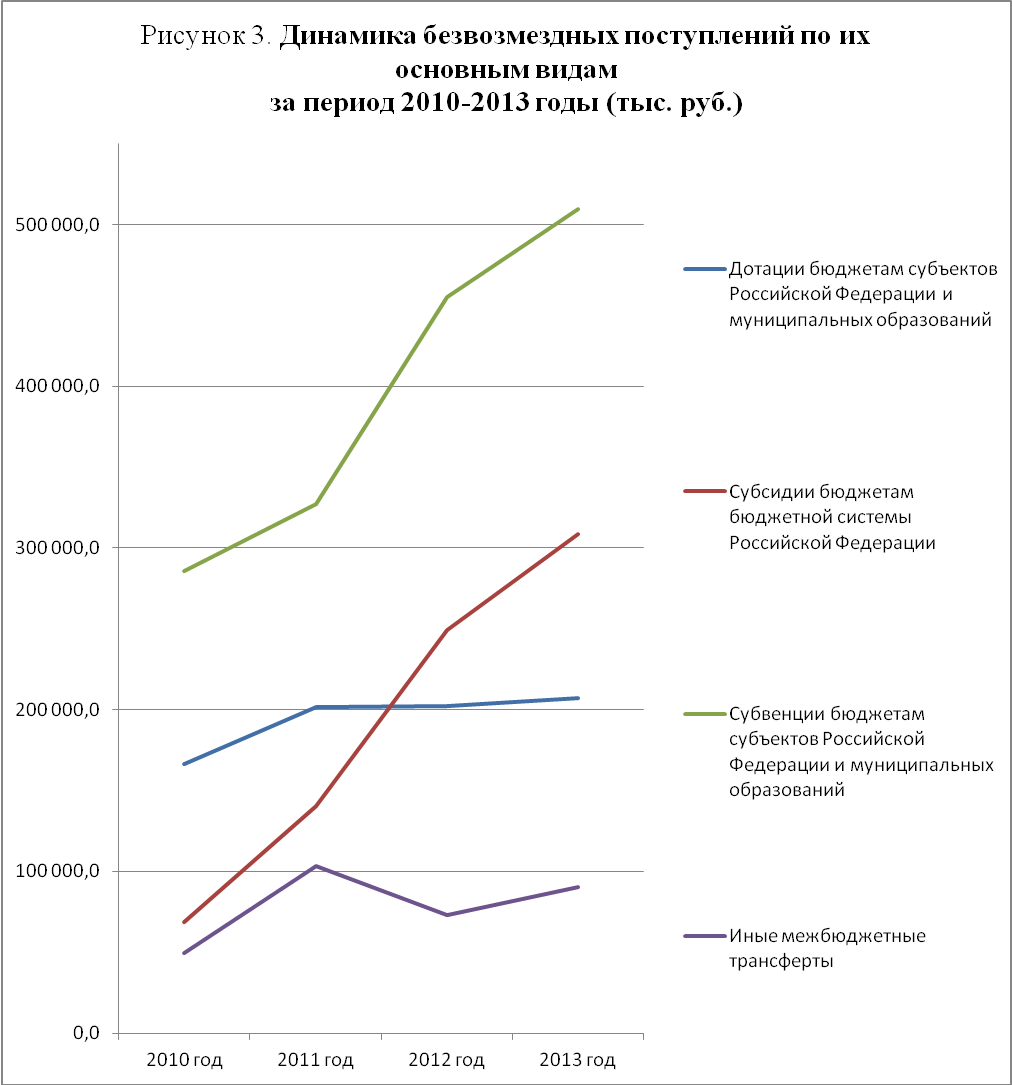 Рисунок 3. Динамика безвозмездных поступлений по их
основным видам
за период 2010-2013 годы (тыс. руб.)
500 000,0
400 000,0
300 000,0
200 000,0
100 000,0
0,0
2010 год
2011 год
2012 год
2013 год
Дотации бюджетам субъектов
Российской Федерации и
муниципальных образований
Субсидии бюджетам
бюджетной системы
Российской Федерации
Субвенции бюджетам
субъектов Российской
Федерации и муниципальных
образований
Иные межбюджетные
трансферты